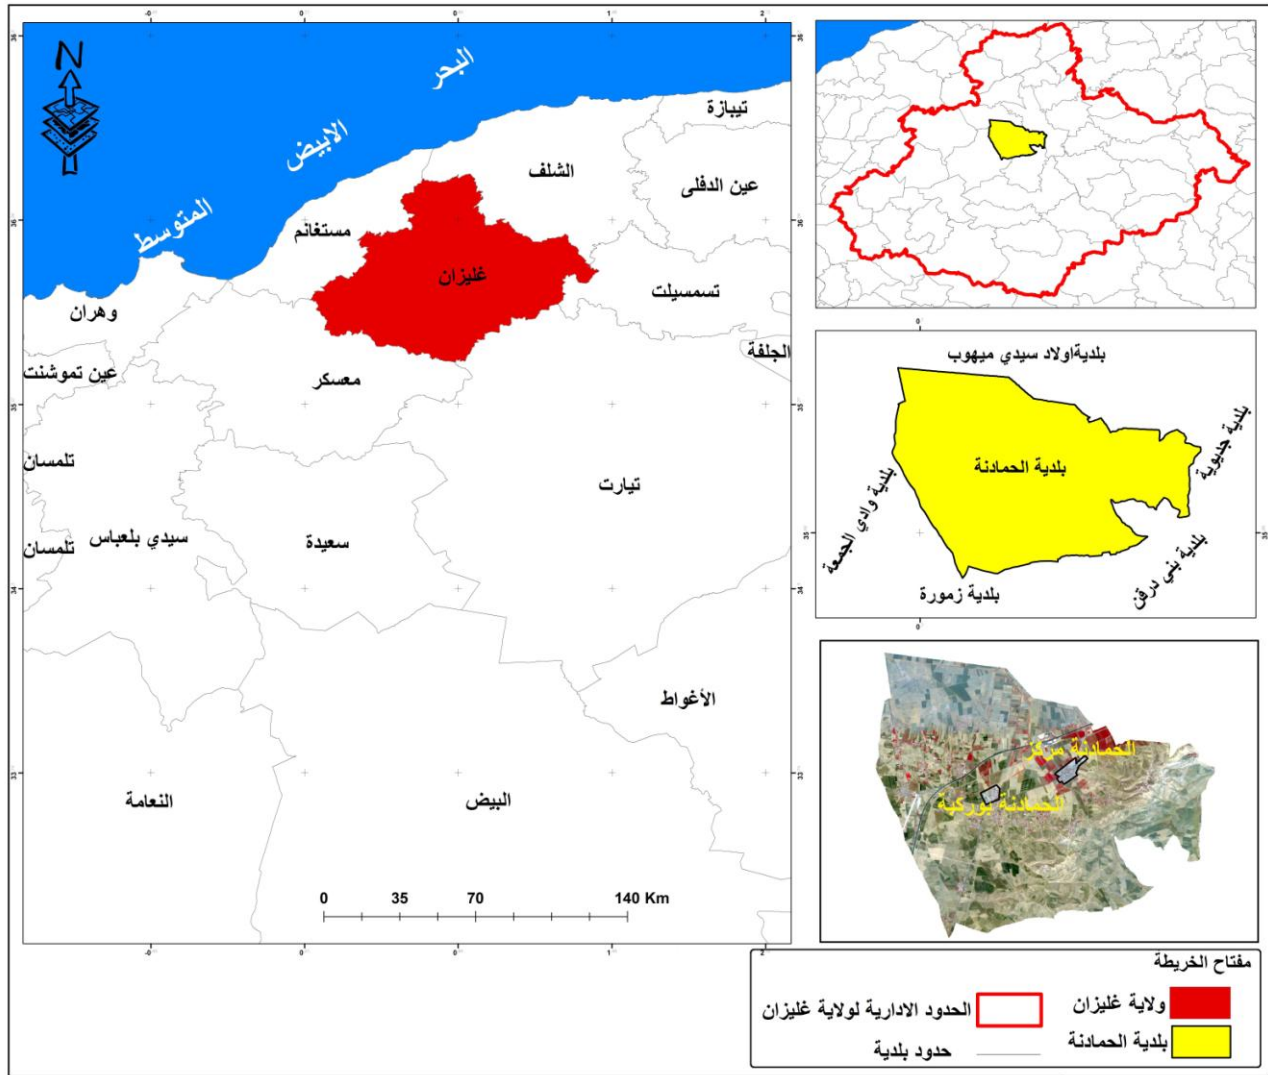 N
البحر
الابيض
المتوسط
تيبازة
الشلف
عين الدفلى
مستغانم
غليزان
تسمسيلت
وهران
الجلفة
عين تموشنت
معسكر
تلمسان
تيارت
سيدي بلعباس
سعيدة
تلمسان
الأغواط
النعامة
البيض
0 35 70 140 Km
بلدية اولاد سيدي ميهوب
بلدية جديوية
بلدية الحمادنة
بلدية وادي الجمعة
بلدية بني درقن
بلدية زمورة
الحمادنة مركز
الحمادنة بوركبة
مفتاح الخريطة
ولاية غليزان
الحدود الادارية لولاية غليزان
بلدية الحمادنة
حدود بلدية